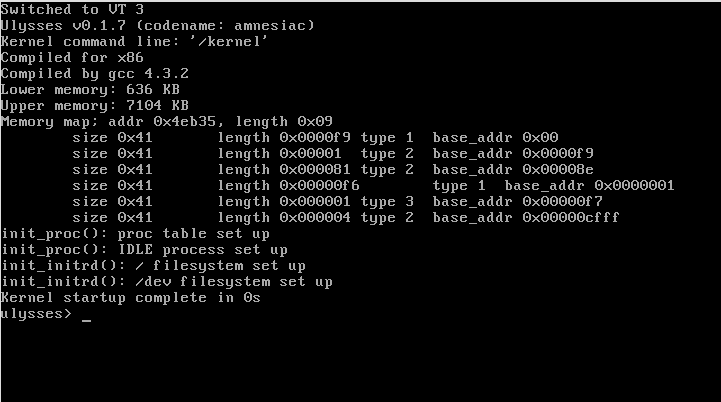 Switched to VT 3
Ulysses v0.1.7 (codename: amnesiac)
Kernel command line: '/kernel'
Compiled for x86
Compiled by gcc 4.3.2
Lower memory: 636 KB
Upper memory: 7104 KB
Memory map; addr 0x4eb35, length 0x09
size 0x41 length 0x0000f9 type 1 base_addr 0x00
size 0x41 length 0x00001 type 2 base_addr 0x0000f9
size 0x41 length 0x000081 type 2 base_addr 0x00008e
size 0x41 length 0x00000f6 type 1 base_addr 0x0000001
size 0x41 length 0x000001 type 3 base_addr 0x00000f7
size 0x41 length 0x000004 type 2 base_addr 0x00000cfff
init_proc(): proc table set up
init_proc(): IDLE process set up
init_initrd(): / filesystem set up
init_initrd(): /dev filesystem set up
Kernel startup complete in 0s
ulysses> _